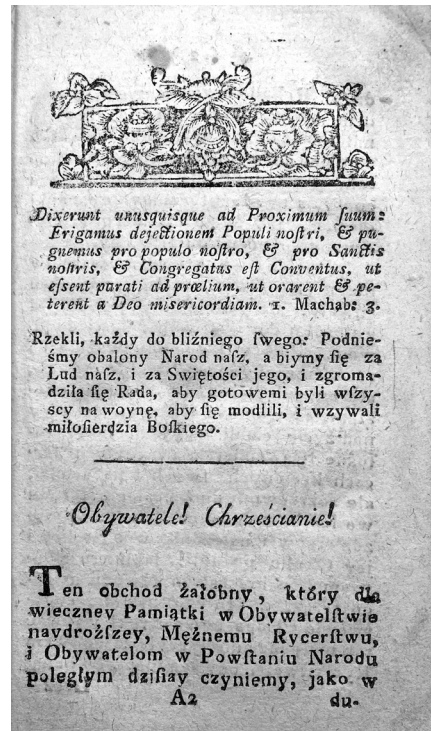 Dixerunt unusquisque ad Proximum ſuum:
Erigamus dejectionem Populi noſtri, & pu-
gnemus pro populo noſtro, & pro Sanctis
noſtris, & Congregatus eſt Conventus, ut
eſsent parati ad prœlium, ut orarent & pe-
terent a Deo misericordiam. 1. Machab: 3.
Rzekli, każdy do bliźniego ſwego: Podnie-
śmy obalony Narod naſz, a biymy ſię za
Lud naſz, i za Swiętości jego, i zgroma-
dziła ſię Rada, aby gotowemi byli wſzy-
scy na woynę, aby ſię modlili, i wzywali
miłoſierdzia Boſkiego.
Obywatele! Chrześcianie!
Ten obchod żałobny, który dla
wieczney Pamiątki w Obywatelſtwie
naydrożſzey, Mężnemu Rycerſtwu,
i Obywatelom w Powſtaniu Narodu
poległym dziſiay czyniemy, jako w
A2 du-